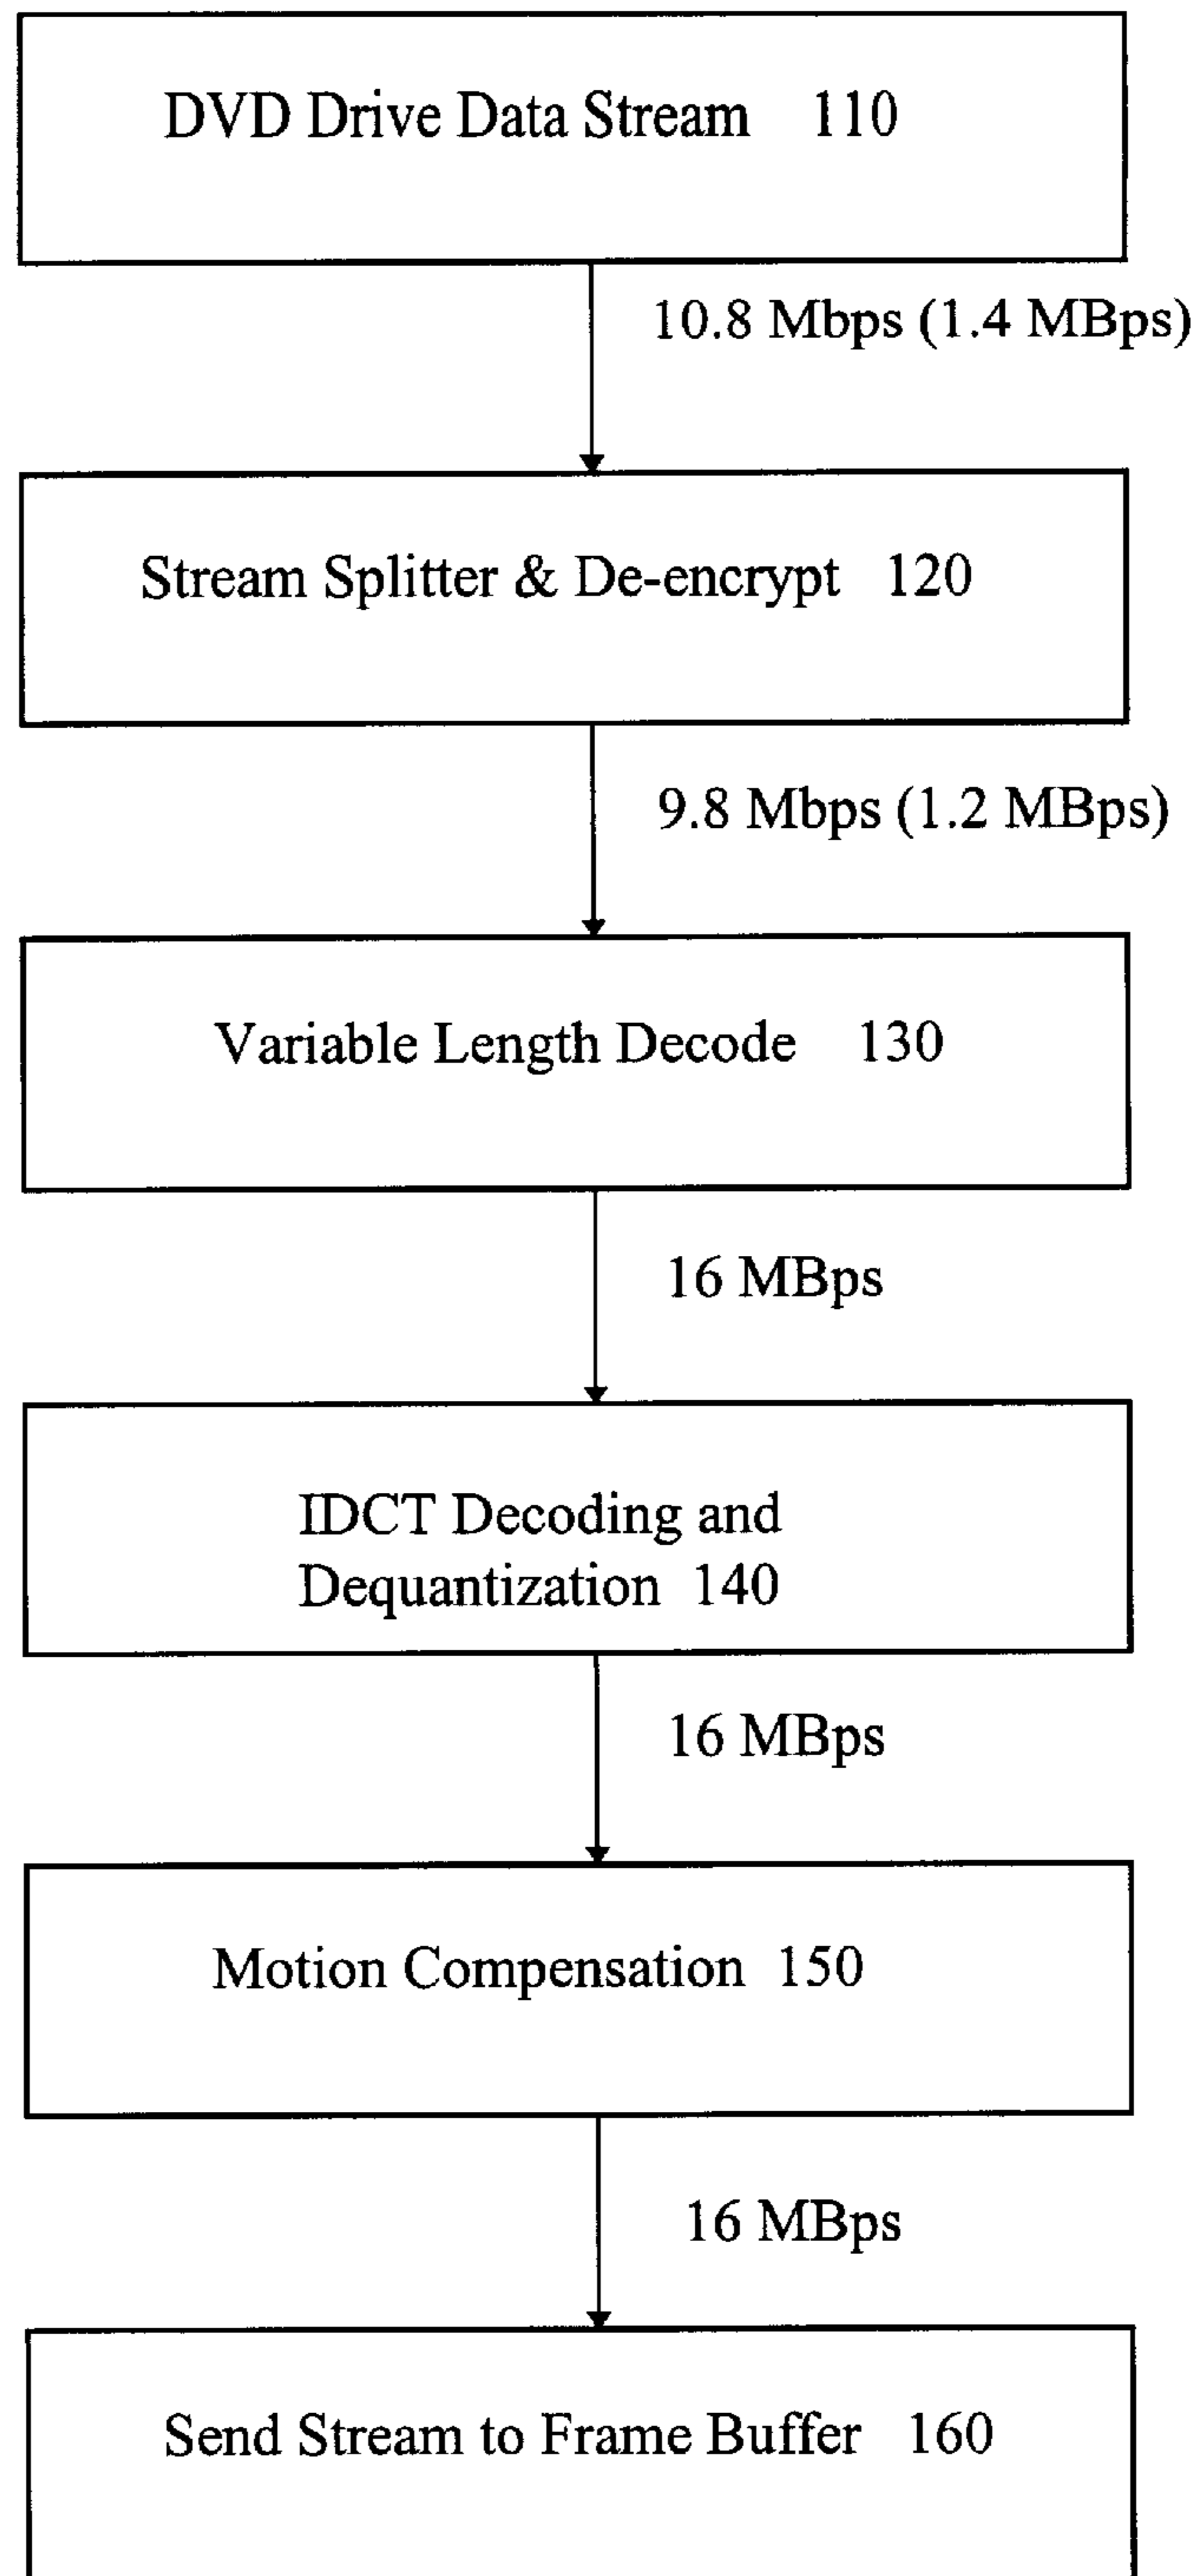 DVD Drive Data Stream 110
10.8 Mbps (1.4 MBps)
Stream Splitter & De-encrypt 120
9.8 Mbps (1.2 MBps)
Variable Length Decode 130
16 MBps
IDCT Decoding and
Dequantization 140
16 MBps
Motion Compensation 150
16 MBps
Send Stream to Frame Buffer 160